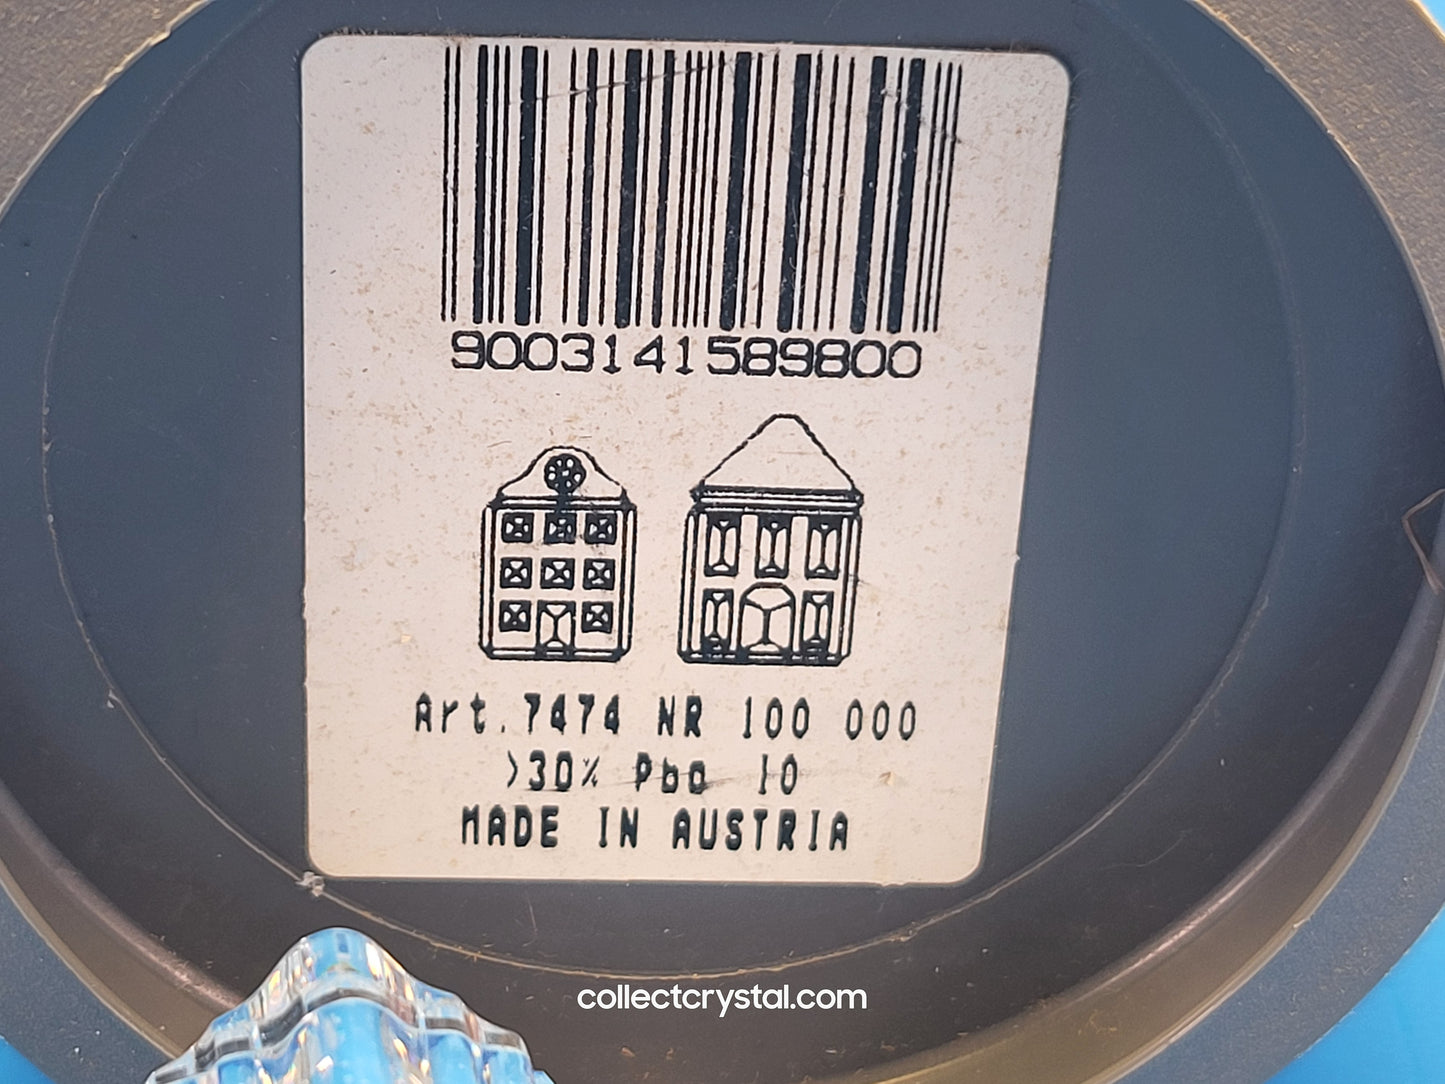 9003141589800
Art.7474 NR 100 000
>30% Pbo 10
MADE IN AUSTRIA
collectcrystal.com